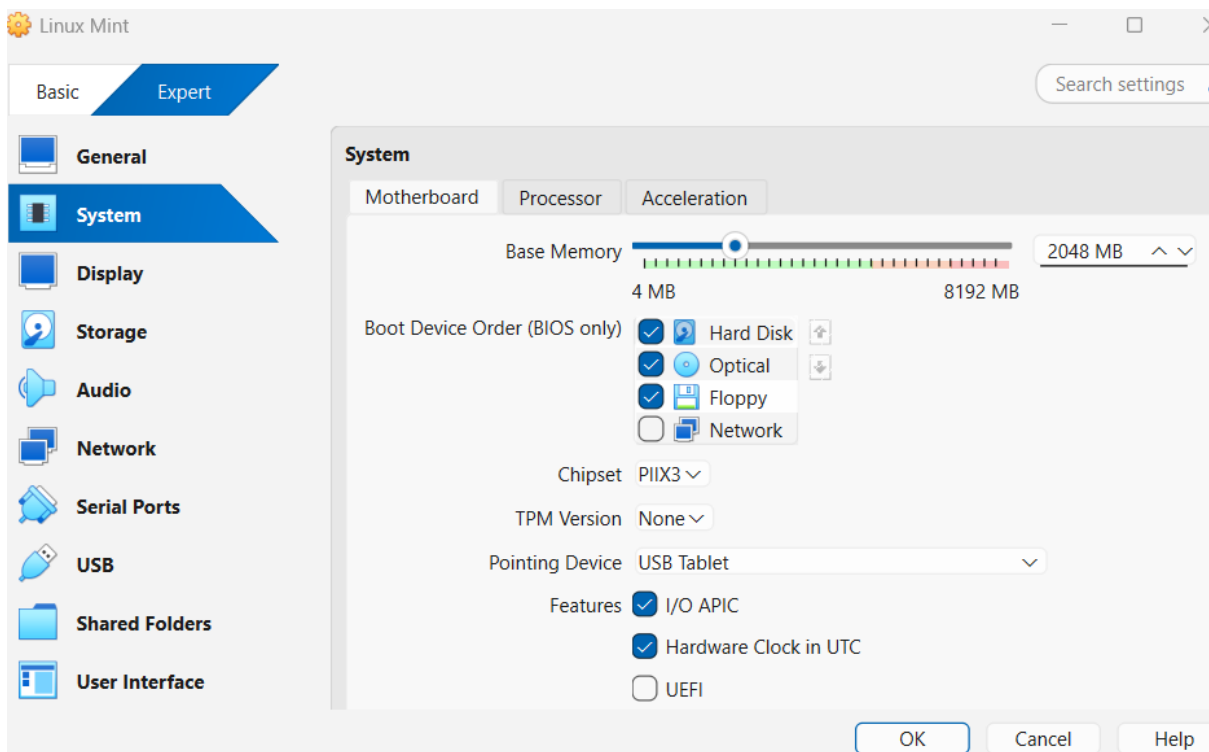 Linux Mint
Basic Expert Search settings
General
System
Display
Storage
Audio
Network
Serial Ports
USB
Shared Folders
User Interface
System
Motherboard Processor Acceleration
Base Memory 2048 MB
4 MB 8192 MB
Boot Device Order (BIOS only) Hard Disk
Optical
Floppy
Network
Chipset PIIX3
TPM Version None
Pointing Device USB Tablet
Features I/O APIC
Hardware Clock in UTC
UEFI
OK Cancel Help